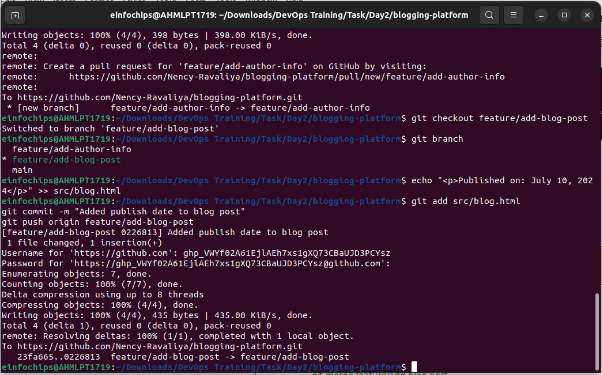 einfochips@AHMLPT1719: ~/Downloads/DevOps Training/Task/Day2/blogging-platform
Writing objects: 100% (4/4), 398 bytes | 398.00 KiB/s, done.
Total 4 (delta 0), reused 0 (delta 0), pack-reused 0
remote:
remote: Create a pull request for 'feature/add-author-info' on GitHub by visiting:
remote:      https://github.com/Nency-Ravaliya/blogging-platform/pull/new/feature/add-author-info
remote:
To https://github.com/Nency-Ravaliya/blogging-platform.git
 * [new branch]      feature/add-author-info -> feature/add-author-info
einfochips@AHMLPT1719:~/Downloads/DevOps Training/Task/Day2/blogging-platform$ git checkout feature/add-blog-post
Switched to branch 'feature/add-blog-post'
einfochips@AHMLPT1719:~/Downloads/DevOps Training/Task/Day2/blogging-platform$ git branch
  feature/add-author-info
* feature/add-blog-post
  main
einfochips@AHMLPT1719:~/Downloads/DevOps Training/Task/Day2/blogging-platform$ echo "<p>Published on: July 10, 202
4</p>" >> src/blog.html
einfochips@AHMLPT1719:~/Downloads/DevOps Training/Task/Day2/blogging-platform$ git add src/blog.html
git commit -m "Added publish date to blog post"
git push origin feature/add-blog-post
[feature/add-blog-post 0226813] Added publish date to blog post
 1 file changed, 1 insertion(+)
Username for 'https://github.com':
Password for
Enumerating objects: 7, done.
Counting objects: 100% (7/7), done.
Delta compression using up to 8 threads
Compressing objects: 100% (4/4), done.
Writing objects: 100% (4/4), 435 bytes | 435.00 KiB/s, done.
Total 4 (delta 1), reused 0 (delta 0), pack-reused 0
remote: Resolving deltas: 100% (1/1), completed with 1 local object.
To https://github.com/Nency-Ravaliya/blogging-platform.git
   23fa665..0226813  feature/add-blog-post -> feature/add-blog-post
einfochips@AHMLPT1719:~/Downloads/DevOps Training/Task/Day2/blogging-platform$